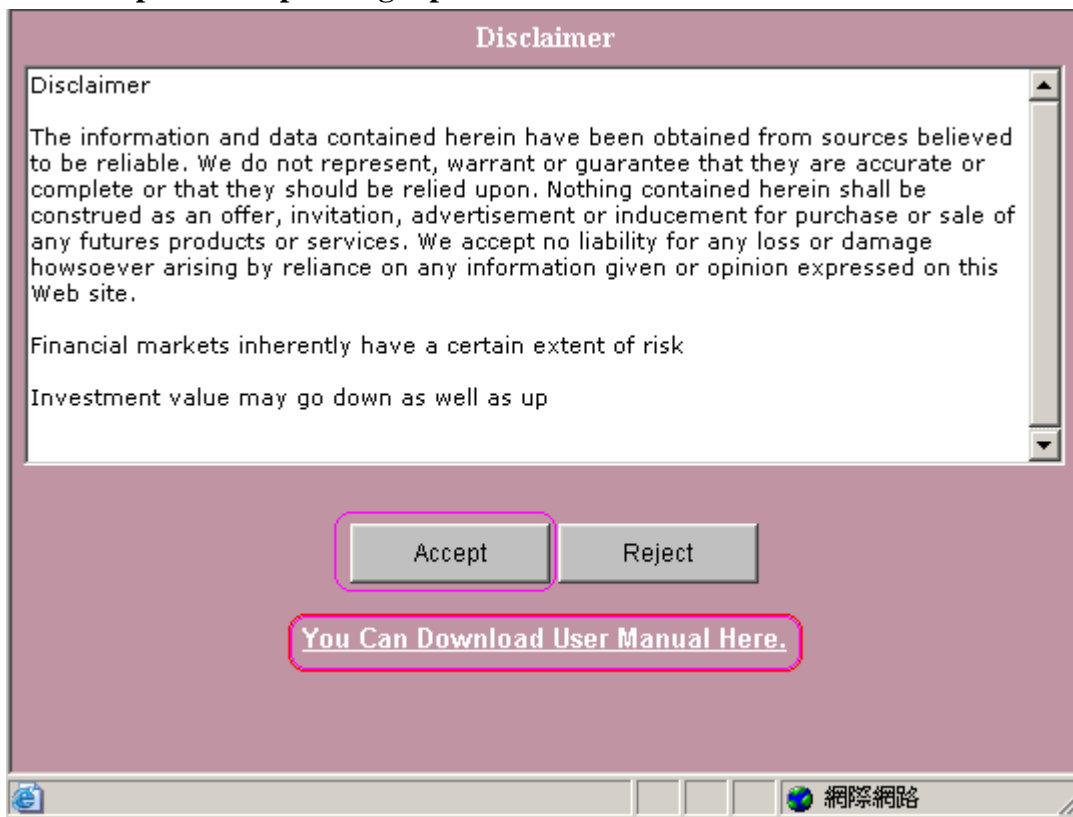 Disclaimer
Disclaimer
The information and data contained herein have been obtained from sources believed
to be reliable. We do not represent, warrant or guarantee that they are accurate or
complete or that they should be relied upon. Nothing contained herein shall be
construed as an offer, invitation, advertisement or inducement for purchase or sale of
any futures products or services. We accept no liability for any loss or damage
howsoever arising by reliance on any information given or opinion expressed on this
Web site.
Financial markets inherently have a certain extent of risk
Investment value may go down as well as up
Accept Reject
You Can Download User Manual Here.
網際網路